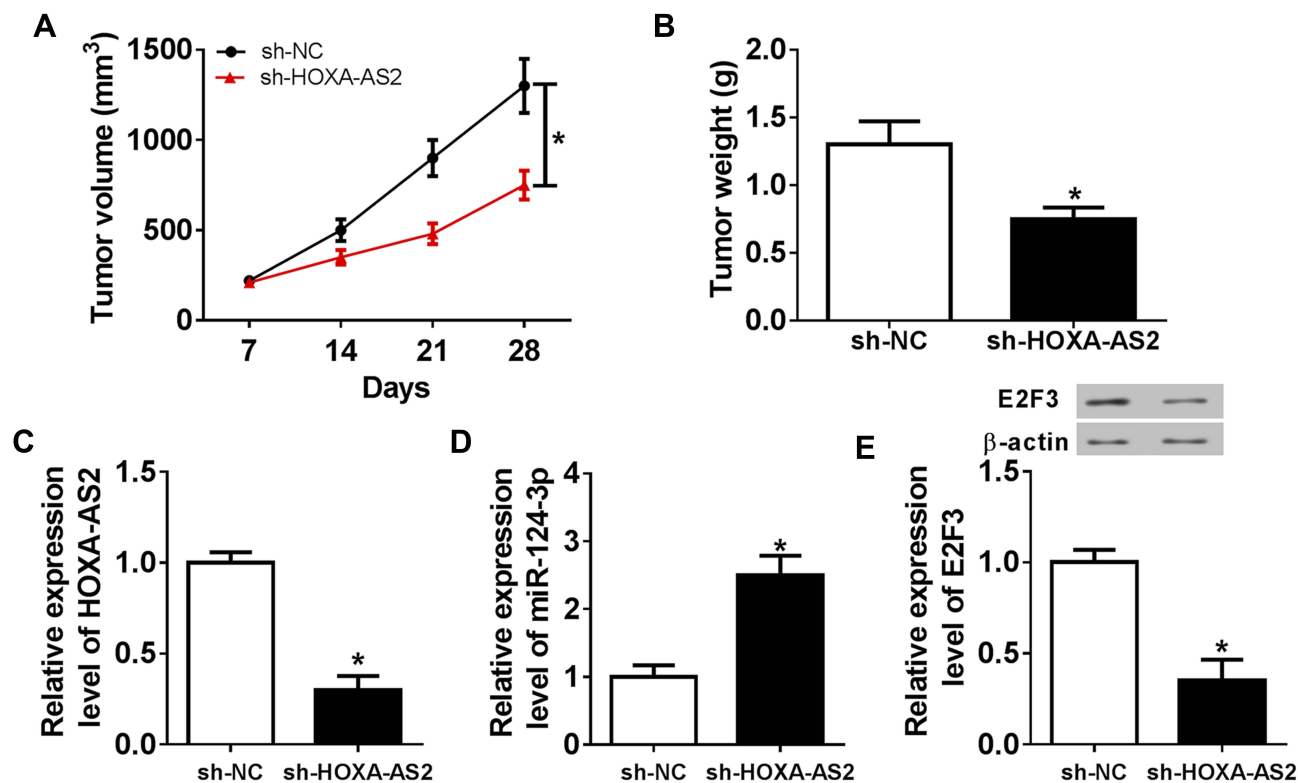 A
Tumor volume (mm³)
1500
1000
500
0
sh-NC
sh-HOXA-AS2
*
7 14 21 28
Days
B
Tumor weight (g)
2.0
1.5
1.0
0.5
0.0
*
sh-NC sh-HOXA-AS2
C
Relative expression
level of HOXA-AS2
1.5
1.0
0.5
0.0
*
sh-NC sh-HOXA-AS2
D
Relative expression
level of miR-124-3p
4
3
2
1
0
*
sh-NC sh-HOXA-AS2
E
E2F3
β-actin
Relative expression
level of E2F3
1.5
1.0
0.5
0.0
*
sh-NC sh-HOXA-AS2